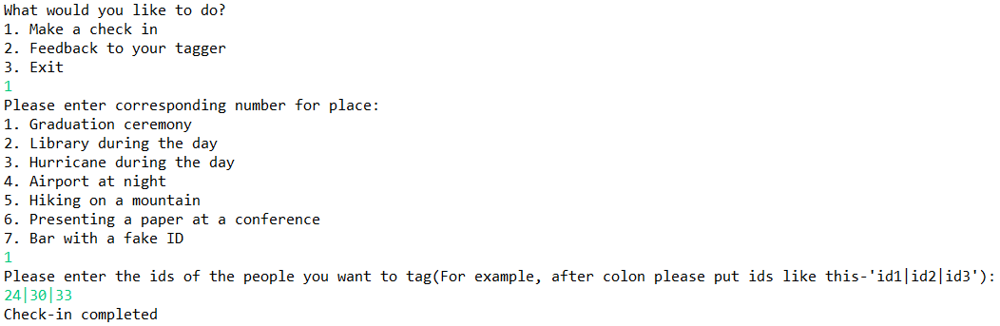 What would you like to do?
1. Make a check in
2. Feedback to your tagger
3. Exit
1
Please enter corresponding number for place:
1. Graduation ceremony
2. Library during the day
3. Hurricane during the day
4. Airport at night
5. Hiking on a mountain
6. Presenting a paper at a conference
7. Bar with a fake ID
1
Please enter the ids of the people you want to tag(For example, after colon please put ids like this-'id1|id2|id3'):
24|30|33
Check-in completed